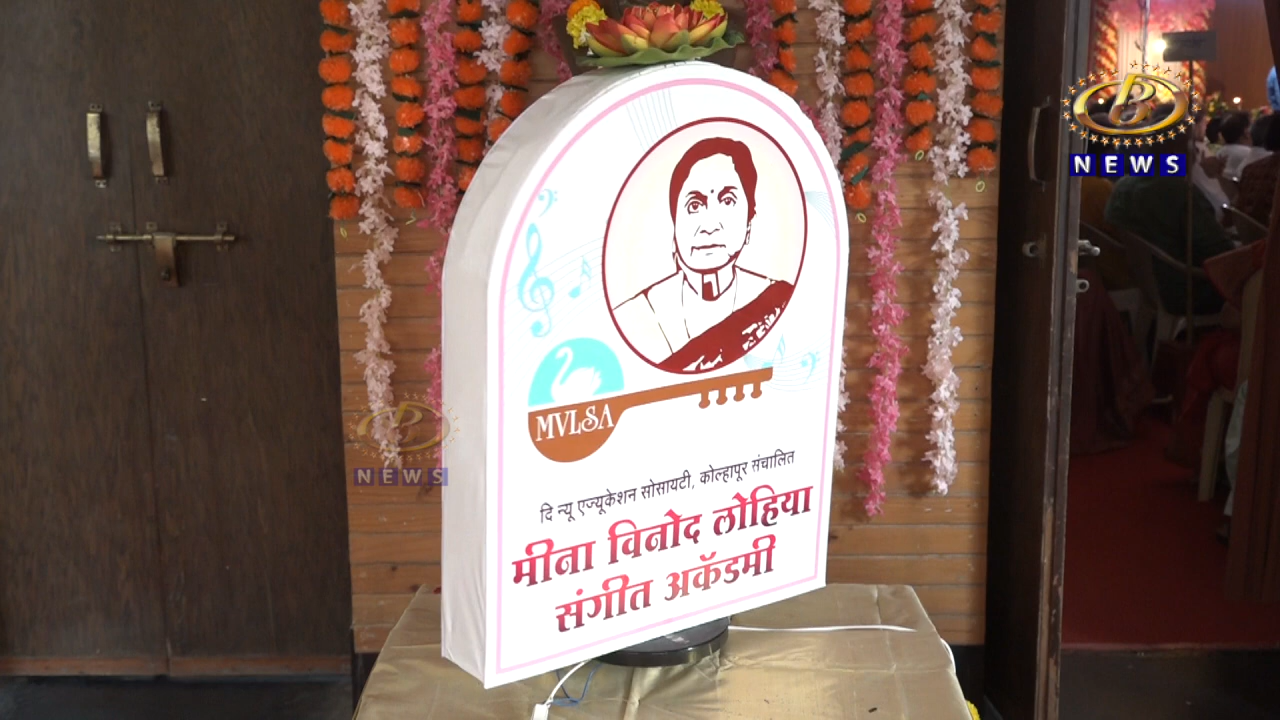 B
NEWS
MVLSA
B
NEWS
दि न्यू एज्यूकेशन सोसायटी, कोल्हापूर संचालित
मीना विनोद लोहिया
संगीत अकॅडमी